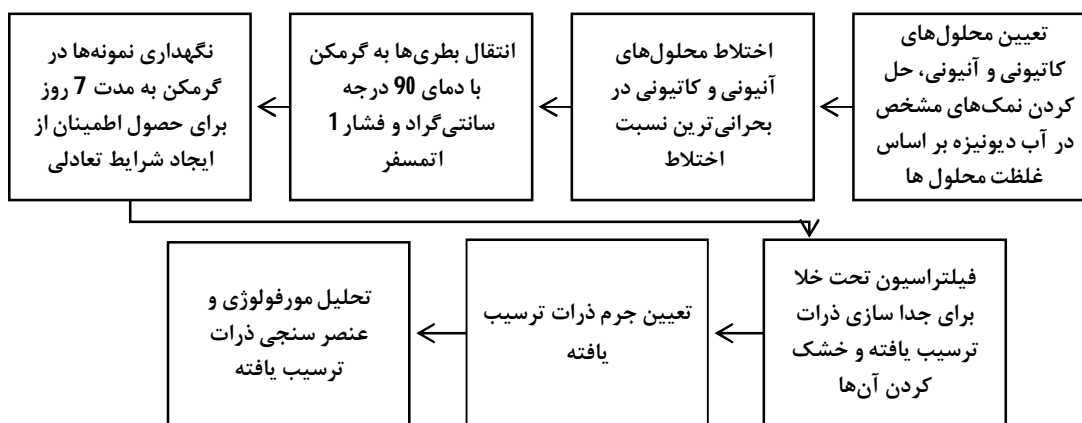 تعیین محلول‌های
کاتیونی و آنیونی، حل
کردن نمک‌های مشخص
در آب دیونیزه بر اساس
غلظت محلول ها
اختلاط محلول‌های
آنیونی و کاتیونی در
بحرانی‌ترین نسبت
اختلاط
انتقال بطری‌ها به گرمکن
با دمای 90 درجه
سانتی‌گراد و فشار 1
اتمسفر
نگهداری نمونه‌ها در
گرمکن به مدت 7 روز
برای حصول اطمینان از
ایجاد شرایط تعادلی
فیلتراسیون تحت خلا
برای جدا سازی ذرات
ترسیب یافته و خشک
کردن آن‌ها
تعیین جرم ذرات ترسیب
یافته
تحلیل مورفولوژی و
عنصر سنجی ذرات
ترسیب یافته